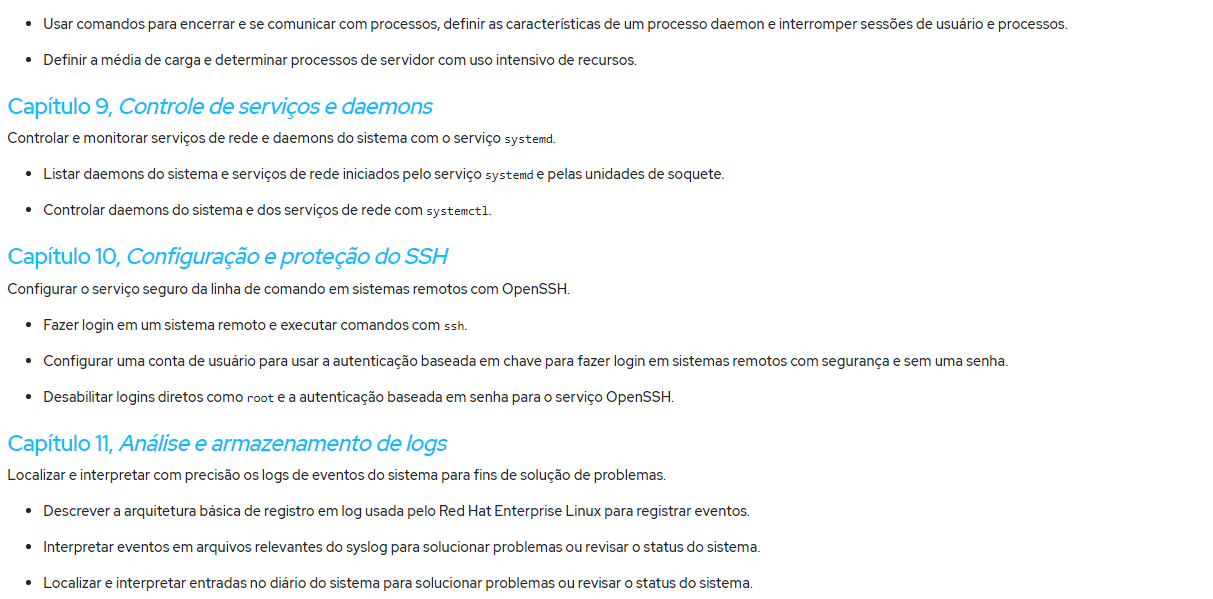 • Usar comandos para encerrar e se comunicar com processos, definir as características de um processo daemon e interromper sessões de usuário e processos.
• Definir a média de carga e determinar processos de servidor com uso intensivo de recursos.
Capítulo 9, Controle de serviços e daemons
Controlar e monitorar serviços de rede e daemons do sistema com o serviço systemd.
• Listar daemons do sistema e serviços de rede iniciados pelo serviço systemd e pelas unidades de soquete.
• Controlar daemons do sistema e dos serviços de rede com systemctl.
Capítulo 10, Configuração e proteção do SSH
Configurar o serviço seguro da linha de comando em sistemas remotos com OpenSSH.
• Fazer login em um sistema remoto e executar comandos com ssh.
• Configurar uma conta de usuário para usar a autenticação baseada em chave para fazer login em sistemas remotos com segurança e sem uma senha.
• Desabilitar logins diretos como root e a autenticação baseada em senha para o serviço OpenSSH.
Capítulo 11, Análise e armazenamento de logs
Localizar e interpretar com precisão os logs de eventos do sistema para fins de solução de problemas.
• Descrever a arquitetura básica de registro em log usada pelo Red Hat Enterprise Linux para registrar eventos.
• Interpretar eventos em arquivos relevantes do syslog para solucionar problemas ou revisar o status do sistema.
• Localizar e interpretar entradas no diário do sistema para solucionar problemas ou revisar o status do sistema.